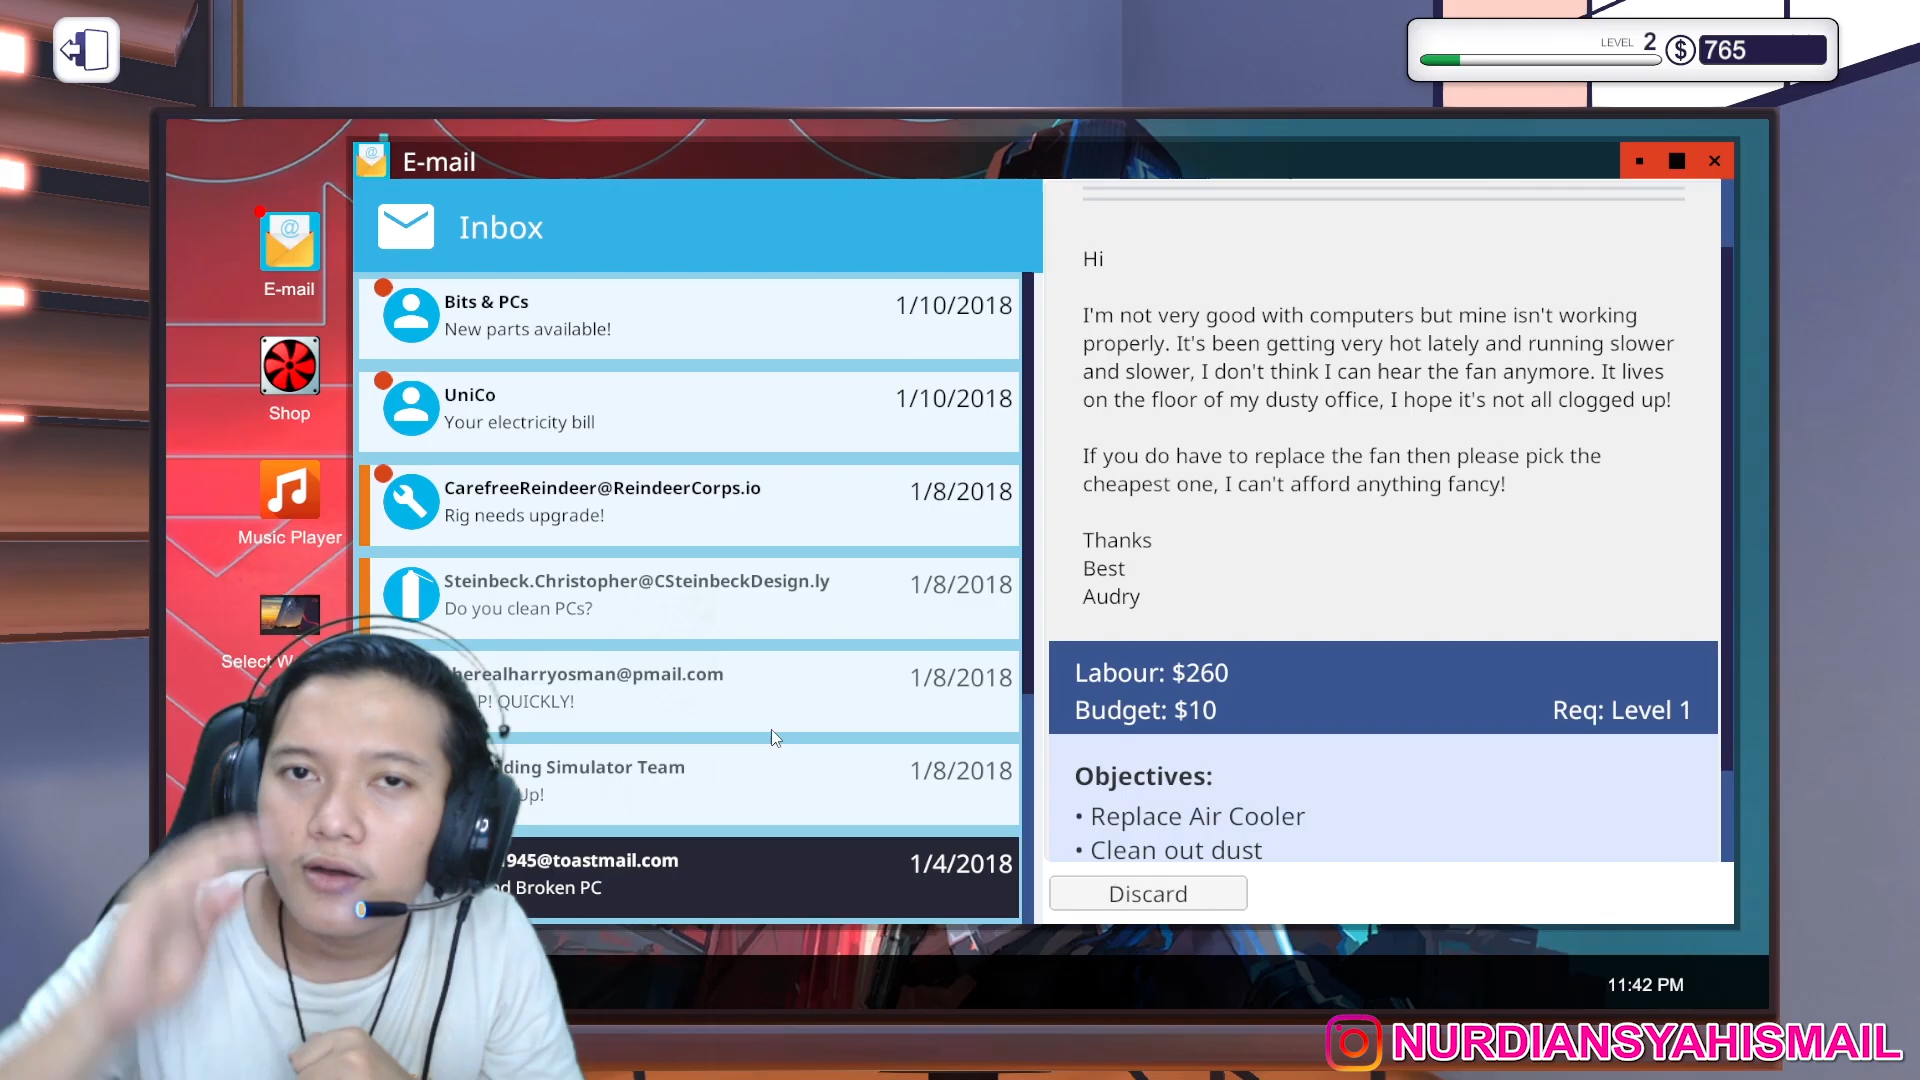 LEVEL 2
$ 765
E-mail
E-mail
Shop
Music Player
Select W
Inbox
Bits & PCs
1/10/2018
New parts available!
UniCo
1/10/2018
Your electricity bill
CarefreeReindeer@ReindeerCorps.io
1/8/2018
Rig needs upgrade!
Steinbeck.Christopher@CSteinbeckDesign.ly
1/8/2018
Do you clean PCs?
herealharryosman@pmail.com
1/8/2018
P! QUICKLY!
ding Simulator Team
1/8/2018
Up!
1945@toastmail.com
1/4/2018
d Broken PC
Hi
I'm not very good with computers but mine isn't working
properly. It's been getting very hot lately and running slower
and slower, I don't think I can hear the fan anymore. It lives
on the floor of my dusty office, I hope it's not all clogged up!
If you do have to replace the fan then please pick the
cheapest one, I can't afford anything fancy!
Thanks
Best
Audry
Labour: $260
Budget: $10
Req: Level 1
Objectives:
• Replace Air Cooler
• Clean out dust
Discard
11:42 PM
NURDIANSYAHISMAIL